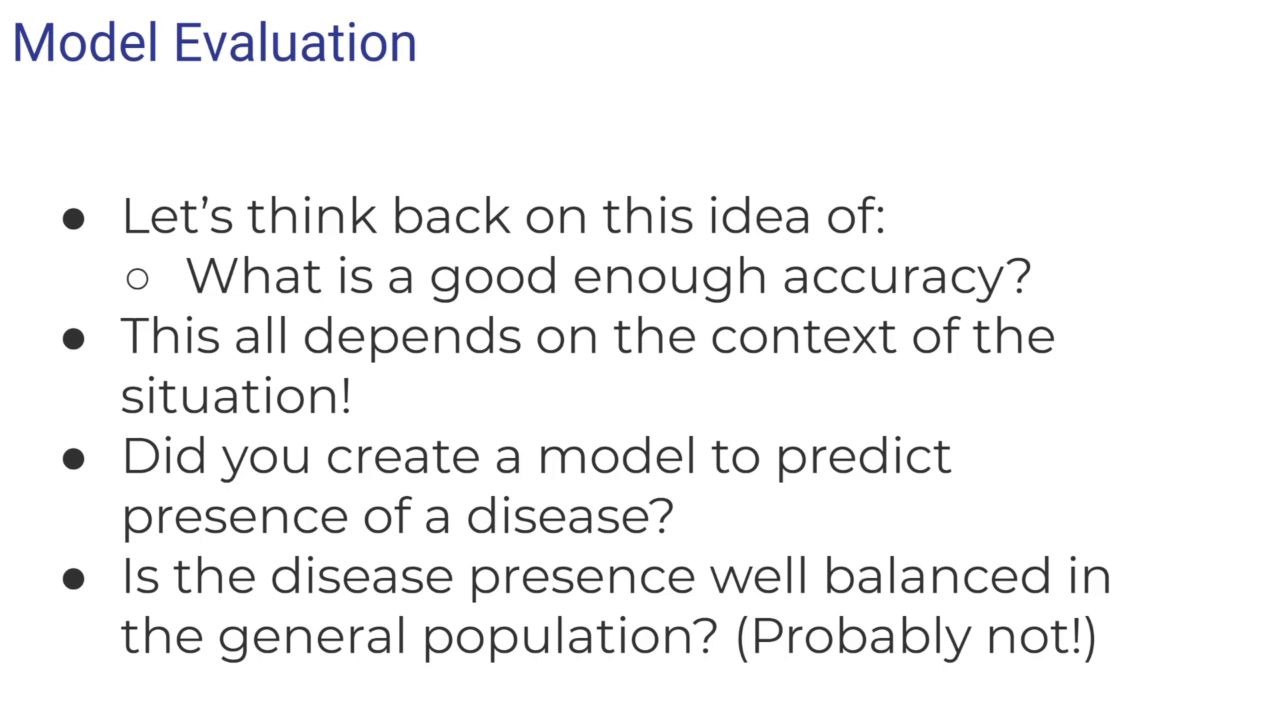 Model Evaluation
● Let’s think back on this idea of:
○ What is a good enough accuracy?
● This all depends on the context of the
situation!
● Did you create a model to predict
presence of a disease?
● Is the disease presence well balanced in
the general population? (Probably not!)